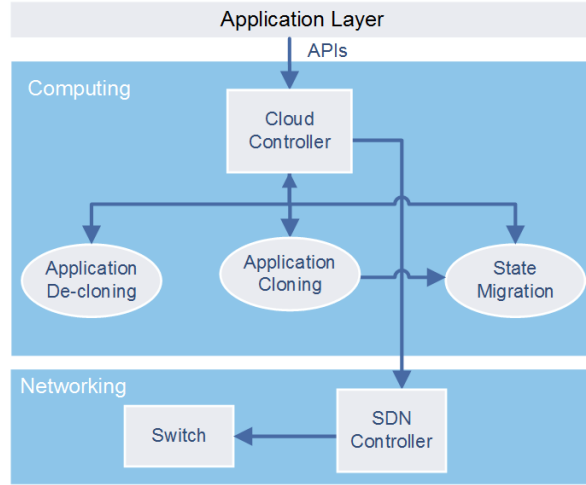 Application Layer
APIs
Computing
Cloud
Controller
Application
De-cloning
Application
Cloning
State
Migration
Networking
Switch
SDN
Controller